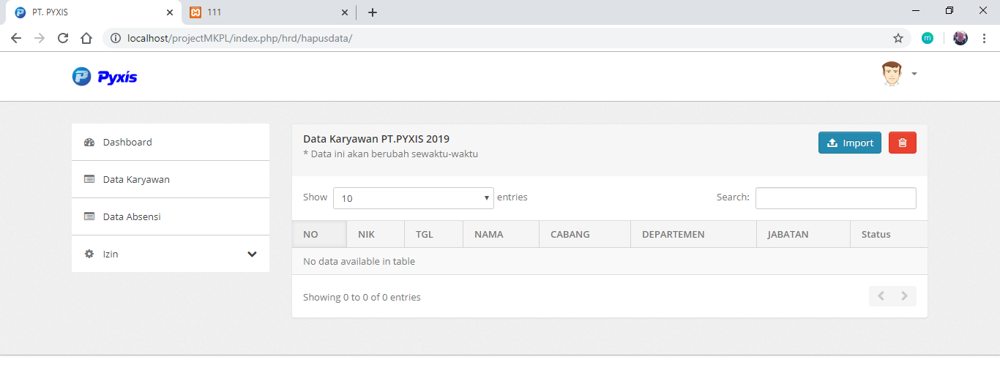 PT. PYXIS
111
localhost/projectMKPL/index.php/hrd/hapusdata/
m
Pyxis
Dashboard
Data Karyawan
Data Absensi
Izin
Data Karyawan PT.PYXIS 2019
* Data ini akan berubah sewaktu-waktu
Import
Show 10 entries
Search:
NO NIK TGL NAMA CABANG DEPARTEMEN JABATAN Status
No data available in table
Showing 0 to 0 of 0 entries